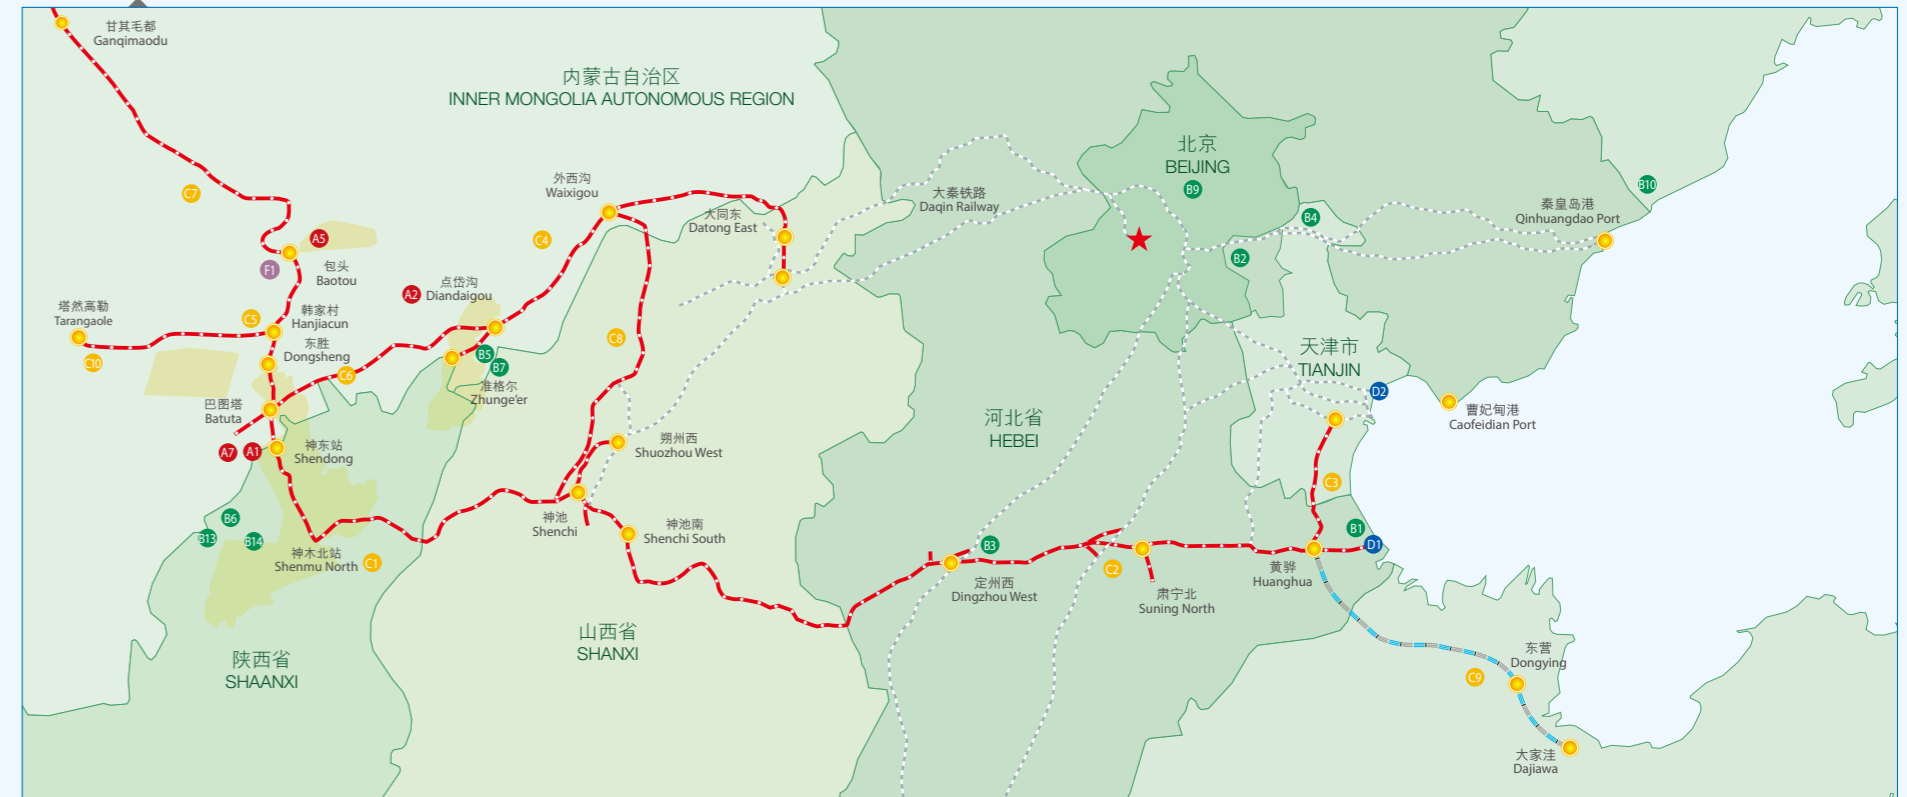 甘其毛都
Ganqimaodu
内蒙古自治区
INNER MONGOLIA AUTONOMOUS REGION
北京
BEIJING
B9
B10
C7
外西沟
Waixigou
大秦铁路
Daqin Railway
秦皇岛港
Qinhuangdao Port
大同东
Datong East
B4
A5
C4
B2
F1
包头
Baotou
A2
点岱沟
Diandaigou
塔然高勒
Tarangaole
C5
韩家村
Hanjiacun
C10
东胜
Dongsheng
C6
C8
B5
B7
准格尔
Zhunge'er
天津市
TIANJIN
D2
巴图塔
Batuta
河北省
HEBEI
曹妃甸港
Caofeidian Port
A7
A1
神东站
Shendong
朔州西
Shuozhou West
C3
B6
B13
B14
神池
Shenchi
神池南
Shenchi South
B1
D1
B3
神木北站
Shenmu North
C1
C2
黄骅
Huanghua
定州西
Dingzhou West
肃宁北
Suning North
山西省
SHANXI
陕西省
SHAANXI
东营
Dongying
C9
大家洼
Dajiawa